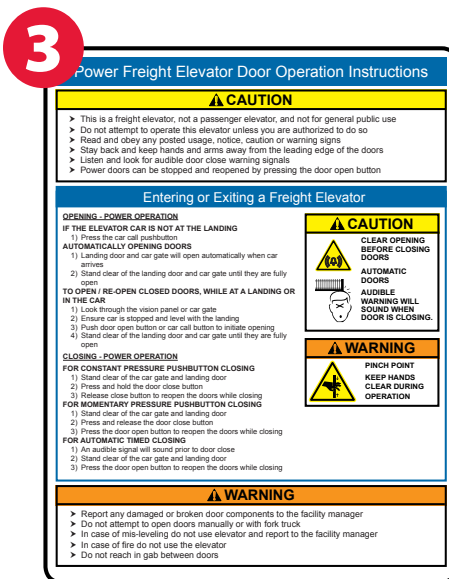 3
Power Freight Elevator Door Operation Instructions
CAUTION
➤ This is a freight elevator, not a passenger elevator, and not for general public use
➤ Do not attempt to operate this elevator unless you are authorized to do so
➤ Read and obey any posted usage, notice, caution or warning signs
➤ Stay back and keep hands and arms away from the leading edge of the doors
➤ Listen and look for audible door close warning signals
➤ Power doors can be stopped and reopened by pressing the door open button
Entering or Exiting a Freight Elevator
OPENING - POWER OPERATION
IF THE ELEVATOR CAR IS NOT AT THE LANDING
1) Press the car call pushbutton
AUTOMATICALLY OPENING DOORS
1) Landing door and car gate will open automatically when car
arrives
2) Stand clear of the landing door and car gate until they are fully
open
TO OPEN / RE-OPEN CLOSED DOORS, WHILE AT A LANDING OR
IN THE CAR
1) Look through the vision panel or car gate
2) Ensure car is stopped and level with the landing
3) Push door open button or car call button to initiate opening
4) Stand clear of the landing door and car gate until they are fully
open
CLOSING - POWER OPERATION
FOR CONSTANT PRESSURE PUSHBUTTON CLOSING
1) Stand clear of the car gate and landing door
2) Press and hold the door close button
3) Release close button to reopen the doors while closing
FOR MOMENTARY PRESSURE PUSHBUTTON CLOSING
1) Stand clear of the car gate and landing door
2) Press and release the door close button
3) Press the door open button to reopen the doors while closing
FOR AUTOMATIC TIMED CLOSING
1) An audible signal will sound prior to door close
2) Stand clear of the car gate and landing door
3) Press the door open button to reopen the doors while closing
CAUTION
CLEAR OPENING
BEFORE CLOSING
DOORS
AUTOMATIC
DOORS
AUDIBLE
WARNING WILL
SOUND WHEN
DOOR IS CLOSING.
WARNING
PINCH POINT
KEEP HANDS
CLEAR DURING
OPERATION
WARNING
➤ Report any damaged or broken door components to the facility manager
➤ Do not attempt to open doors manually or with fork truck
➤ In case of mis-leveling do not use elevator and report to the facility manager
➤ In case of fire do not use the elevator
➤ Do not reach in gab between doors